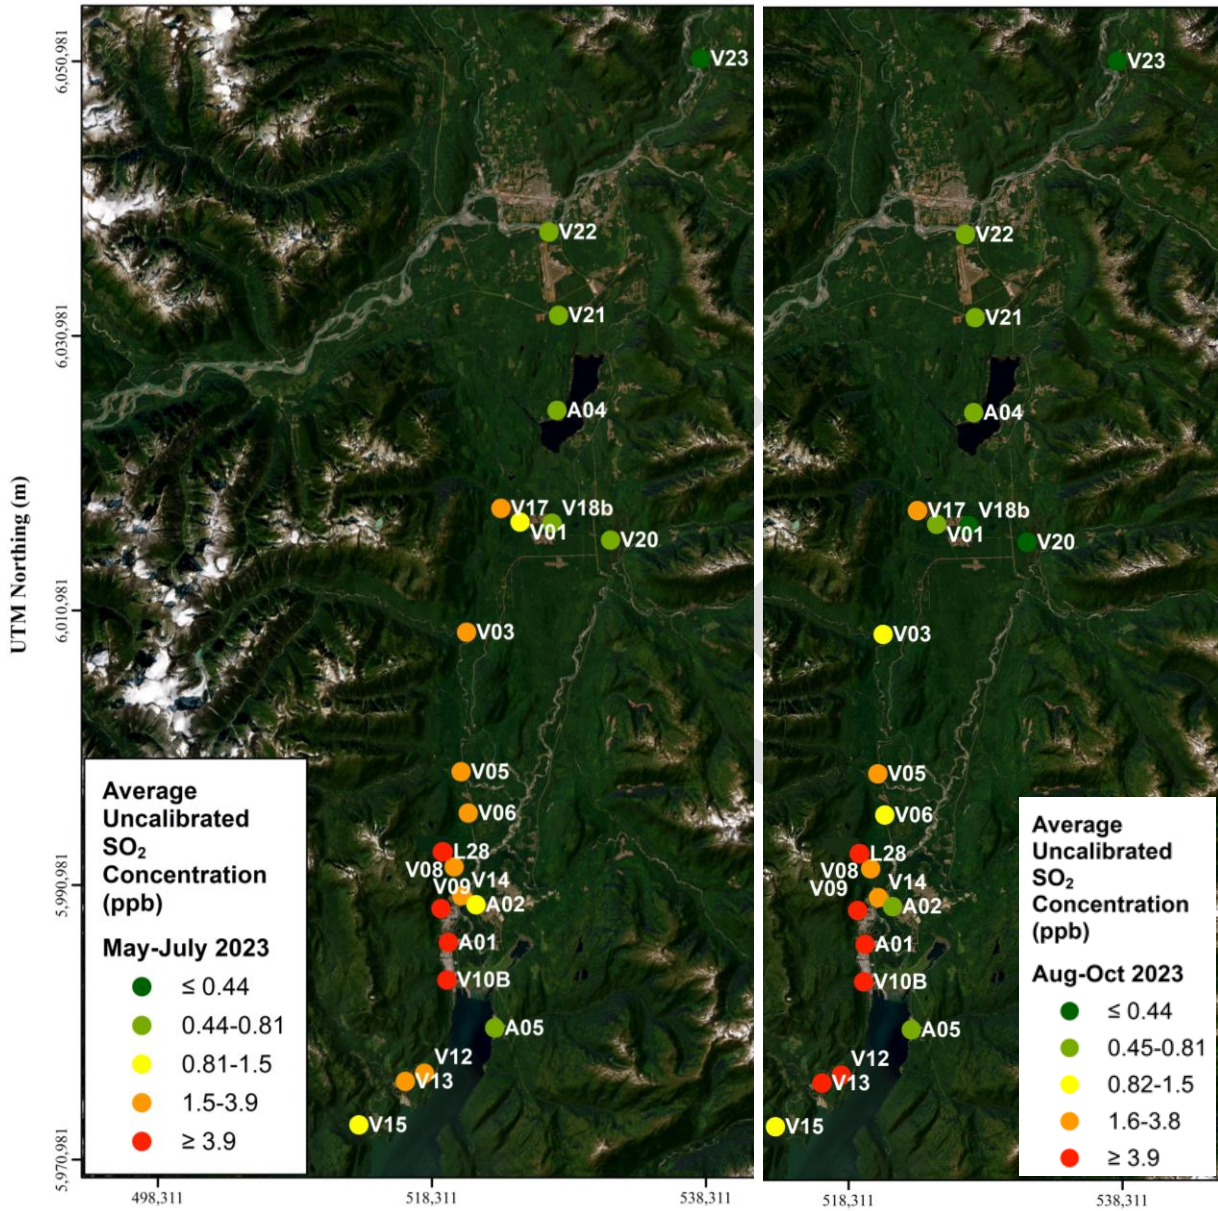 UTM Northing (m)
6,050,981
6,030,981
6,010,981
5,990,981
5,970,981
V23
V22
V21
A04
V17
V18b
V01
V20
V03
V05
V06
L28
V08
V14
V09
A02
A01
V10B
A05
V12
V13
V15
Average
Uncalibrated
SO₂
Concentration
(ppb)
May-July 2023
≤ 0.44
0.44-0.81
0.81-1.5
1.5-3.9
≥ 3.9
498,311
518,311
538,311
V23
V22
V21
A04
V17
V18b
V01
V20
V03
V05
V06
L28
V08
V14
V09
A02
A01
V10B
A05
V12
V13
V15
Average
Uncalibrated
SO₂
Concentration
(ppb)
Aug-Oct 2023
≤ 0.44
0.45-0.81
0.82-1.5
1.6-3.8
≥ 3.9
518,311
538,311